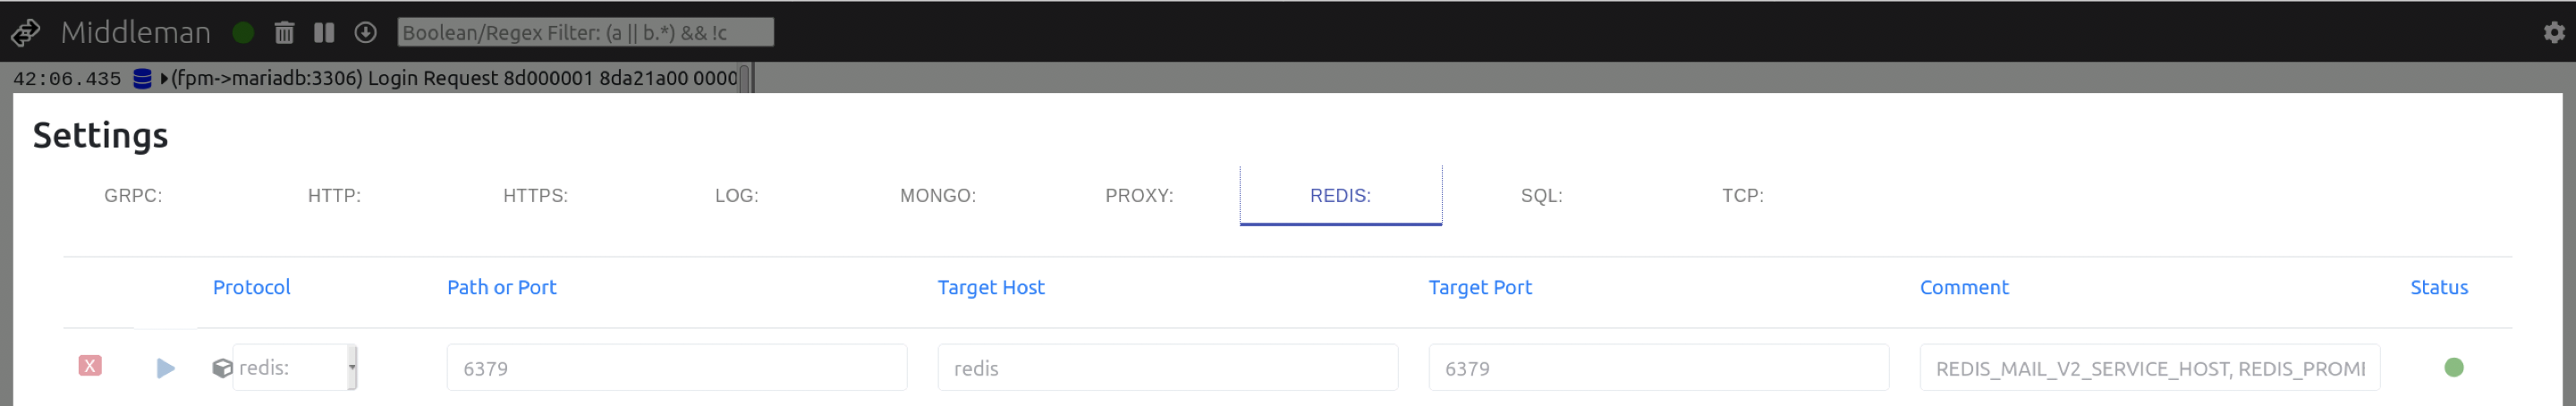 Middleman Boolean/Regex Filter: (a || b.*) && !c
42:06.435 (fpm->mariadb:3306) Login Request 8d000001 8da21a00 0000
Settings
GRPC: HTTP: HTTPS: LOG: MONGO: PROXY: REDIS: SQL: TCP:
Protocol Path or Port Target Host Target Port Comment Status
X redis: 6379 redis 6379 REDIS_MAIL_V2_SERVICE_HOST, REDIS_PROMI